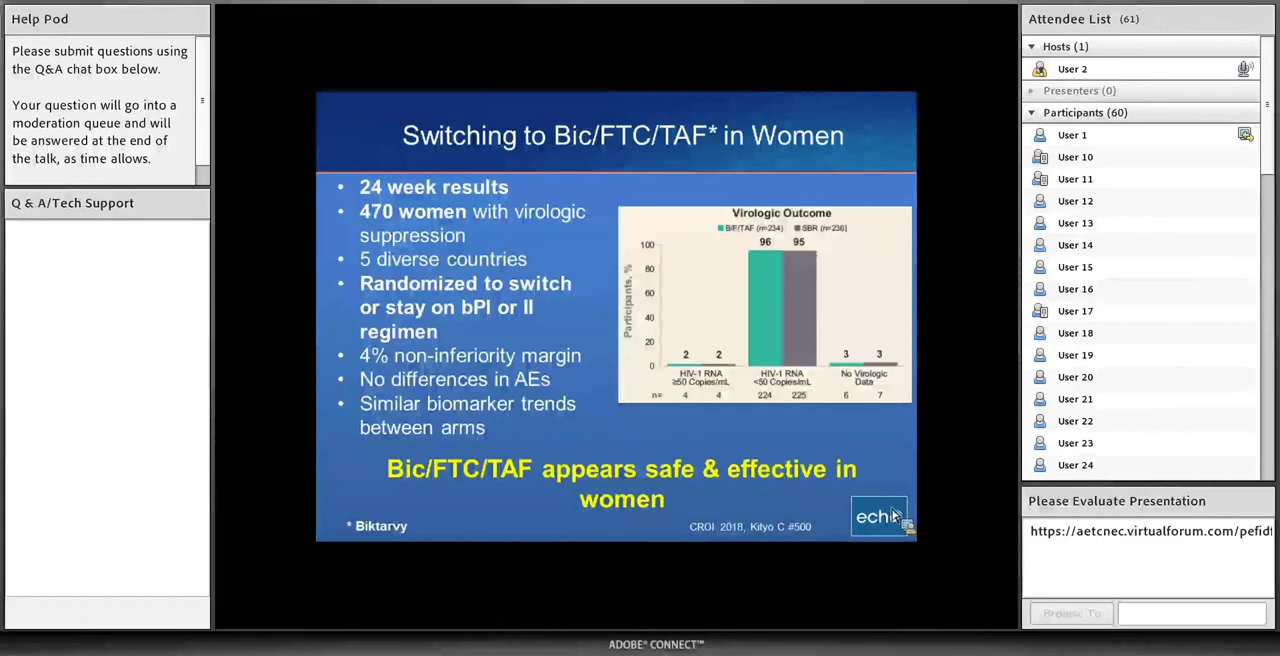 Help Pod
Please submit questions using
the Q&A chat box below.
Your question will go into a
moderation queue and will
be answered at the end of
the talk, as time allows.
Q & A/Tech Support
Switching to Bic/FTC/TAF* in Women
• 24 week results
• 470 women with virologic
suppression
• 5 diverse countries
• Randomized to switch
or stay on bPI or II
regimen
• 4% non-inferiority margin
• No differences in AEs
• Similar biomarker trends
between arms
Virologic Outcome
B/F/TAF (n=234) SBR (n=236)
Participants, %
100
80
60
40
20
0
2 2 96 95 3 3
HIV-1 RNA
≥50 Copies/mL
HIV-1 RNA
<50 Copies/mL
No Virologic
Data
n= 4 4 224 225 6 7
Bic/FTC/TAF appears safe & effective in
women
* Biktarvy
CROI 2018, Kityo C #500
echo
Attendee List (61)
Hosts (1)
User 2
Presenters (0)
Participants (60)
User 1
User 10
User 11
User 12
User 13
User 14
User 15
User 16
User 17
User 18
User 19
User 20
User 21
User 22
User 23
User 24
Please Evaluate Presentation
https://aetcnec.virtualforum.com/pefidt
Browse To
ADOBE® CONNECT™